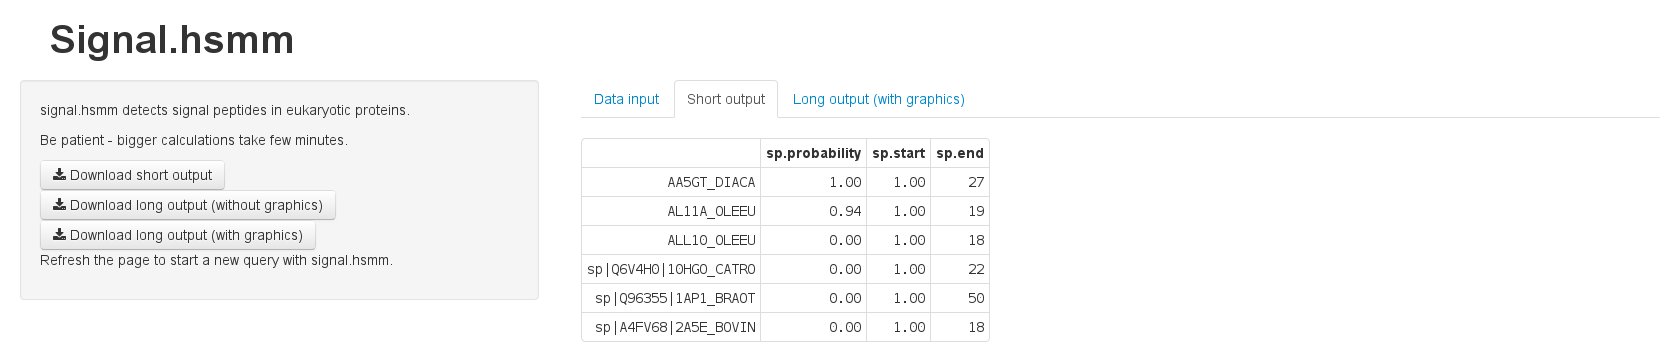 Signal.hsmm
signal.hsmm detects signal peptides in eukaryotic proteins.
Be patient - bigger calculations take few minutes.
Download short output
Download long output (without graphics)
Download long output (with graphics)
Refresh the page to start a new query with signal.hsmm.
Data input Short output Long output (with graphics)
sp.probability sp.start sp.end
AA5GT_DIACA 1.00 1.00 27
AL11A_OLEEU 0.94 1.00 19
ALL10_OLEEU 0.00 1.00 18
sp|Q6V4H0|10HGO_CATRO 0.00 1.00 22
sp|Q96355|1AP1_BRAOT 0.00 1.00 50
sp|A4FV68|2A5E_BOVIN 0.00 1.00 18